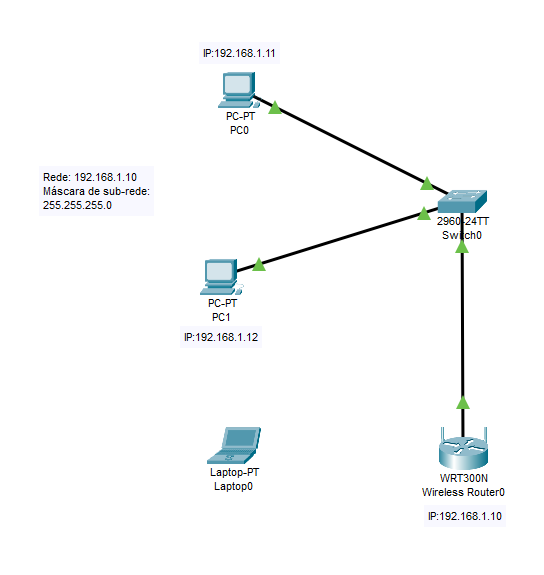 IP:192.168.1.11
PC-PT
PC0
Rede: 192.168.1.10
Máscara de sub-rede:
255.255.255.0
2960-24TT
Switch0
PC-PT
PC1
IP:192.168.1.12
Laptop-PT
Laptop0
WRT300N
Wireless Router0
IP:192.168.1.10